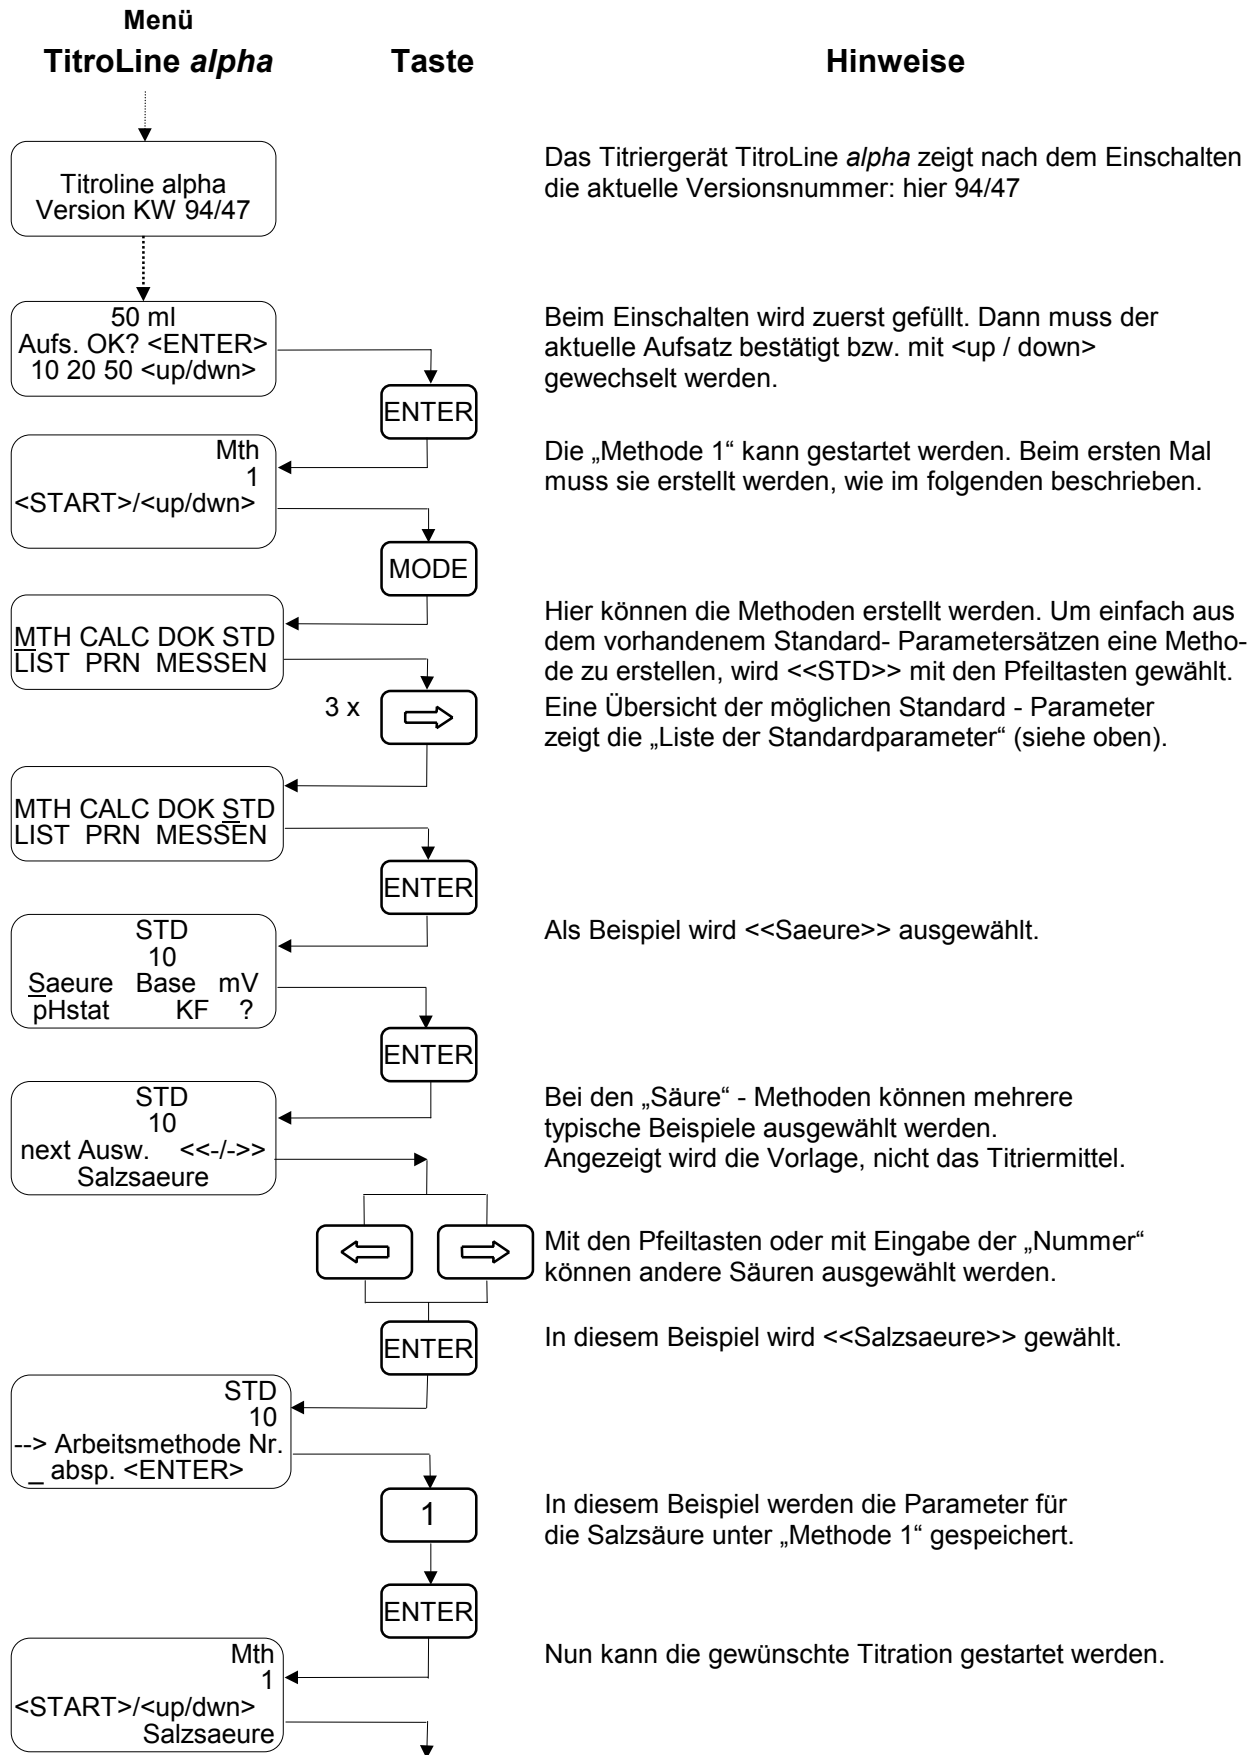 Menü
TitroLine alpha Taste Hinweise
Titroline alpha
Version KW 94/47
Das Titriergerät TitroLine alpha zeigt nach dem Einschalten
die aktuelle Versionsnummer: hier 94/47
50 ml
Aufs. OK? <ENTER>
10 20 50 <up/dwn>
Beim Einschalten wird zuerst gefüllt. Dann muss der
aktuelle Aufsatz bestätigt bzw. mit <up / down>
gewechselt werden.
ENTER
Mth
1
<START>/<up/dwn>
Die „Methode 1“ kann gestartet werden. Beim ersten Mal
muss sie erstellt werden, wie im folgenden beschrieben.
MODE
MTH CALC DOK STD
LIST PRN MESSEN
Hier können die Methoden erstellt werden. Um einfach aus
dem vorhandenem Standard- Parametersätzen eine Metho-
de zu erstellen, wird <<STD>> mit den Pfeiltasten gewählt.
3 x
Eine Übersicht der möglichen Standard - Parameter
zeigt die „Liste der Standardparameter“ (siehe oben).
MTH CALC DOK STD
LIST PRN MESSEN
ENTER
STD
10
Saeure Base mV
pHstat KF ?
Als Beispiel wird <<Saeure>> ausgewählt.
ENTER
STD
10
next Ausw. <<-/->>
Salzsaeure
Bei den „Säure“ - Methoden können mehrere
typische Beispiele ausgewählt werden.
Angezeigt wird die Vorlage, nicht das Titriermittel.
Mit den Pfeiltasten oder mit Eingabe der „Nummer“
können andere Säuren ausgewählt werden.
ENTER
In diesem Beispiel wird <<Salzsaeure>> gewählt.
STD
10
--> Arbeitsmethode Nr.
_ absp. <ENTER>
1
In diesem Beispiel werden die Parameter für
die Salzsäure unter „Methode 1“ gespeichert.
ENTER
Mth
1
<START>/<up/dwn>
Salzsaeure
Nun kann die gewünschte Titration gestartet werden.